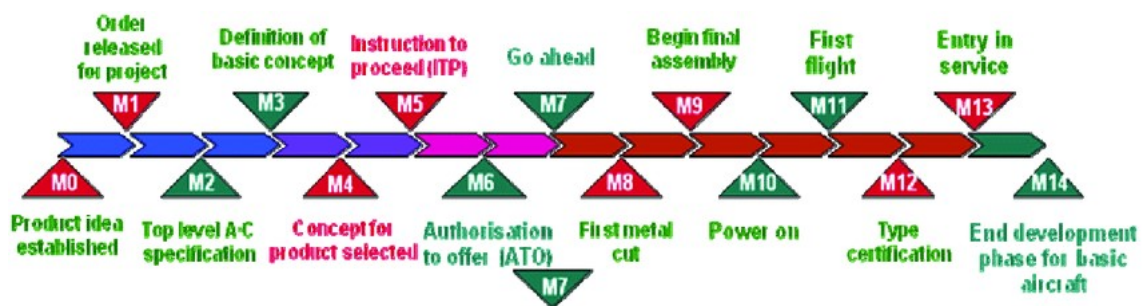 Order
released
for project
Definition of
basic concept
Instruction to
proceed (ITP)
Go ahead
Begin final
assembly
First
flight
Entry in
service
M1
M3
M5
M7
M9
M11
M13
M0
M2
M4
M6
M8
M10
M12
M14
Product idea
established
Top level A-C
specification
Concept for
product selected
Authorisation
to offer (ATO)
First metal
cut
Power on
Type
certification
End development
phase for basic
aircraft
M7